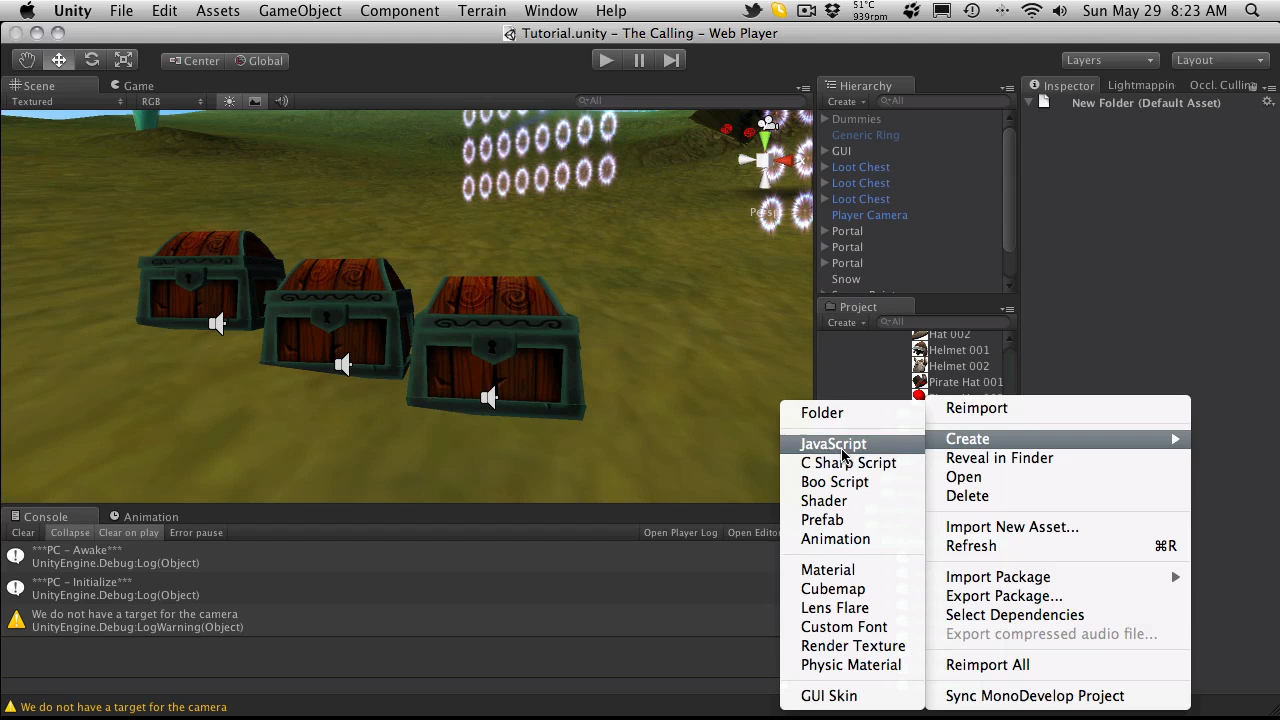 Unity File Edit Assets GameObject Component Terrain Window Help 51°C 939rpm Sun May 29 8:23 AM
Tutorial.unity - The Calling - Web Player
Center Global Layers Layout
Scene Game
Textured RGB All
Hierarchy
Create All
Dummies
Generic Ring
GUI
Loot Chest
Loot Chest
Loot Chest
Player Camera
Portal
Portal
Portal
Snow
Inspector Lightmappin Occl. Culling
New Folder (Default Asset)
Project
Create All
Hat 002
Helmet 001
Helmet 002
Pirate Hat 001
Folder
JavaScript
C Sharp Script
Boo Script
Shader
Prefab
Animation
Material
Cubemap
Lens Flare
Custom Font
Render Texture
Physic Material
GUI Skin
Reimport
Create
Reveal in Finder
Open
Delete
Import New Asset...
Refresh ⌘R
Import Package
Export Package...
Select Dependencies
Export compressed audio file...
Reimport All
Sync MonoDevelop Project
Console Animation
Clear Collapse Clear on play Error pause Open Player Log Open Editor
***PC - Awake***
UnityEngine.Debug:Log(Object)
***PC - Initialize***
UnityEngine.Debug:Log(Object)
We do not have a target for the camera
UnityEngine.Debug:LogWarning(Object)
We do not have a target for the camera